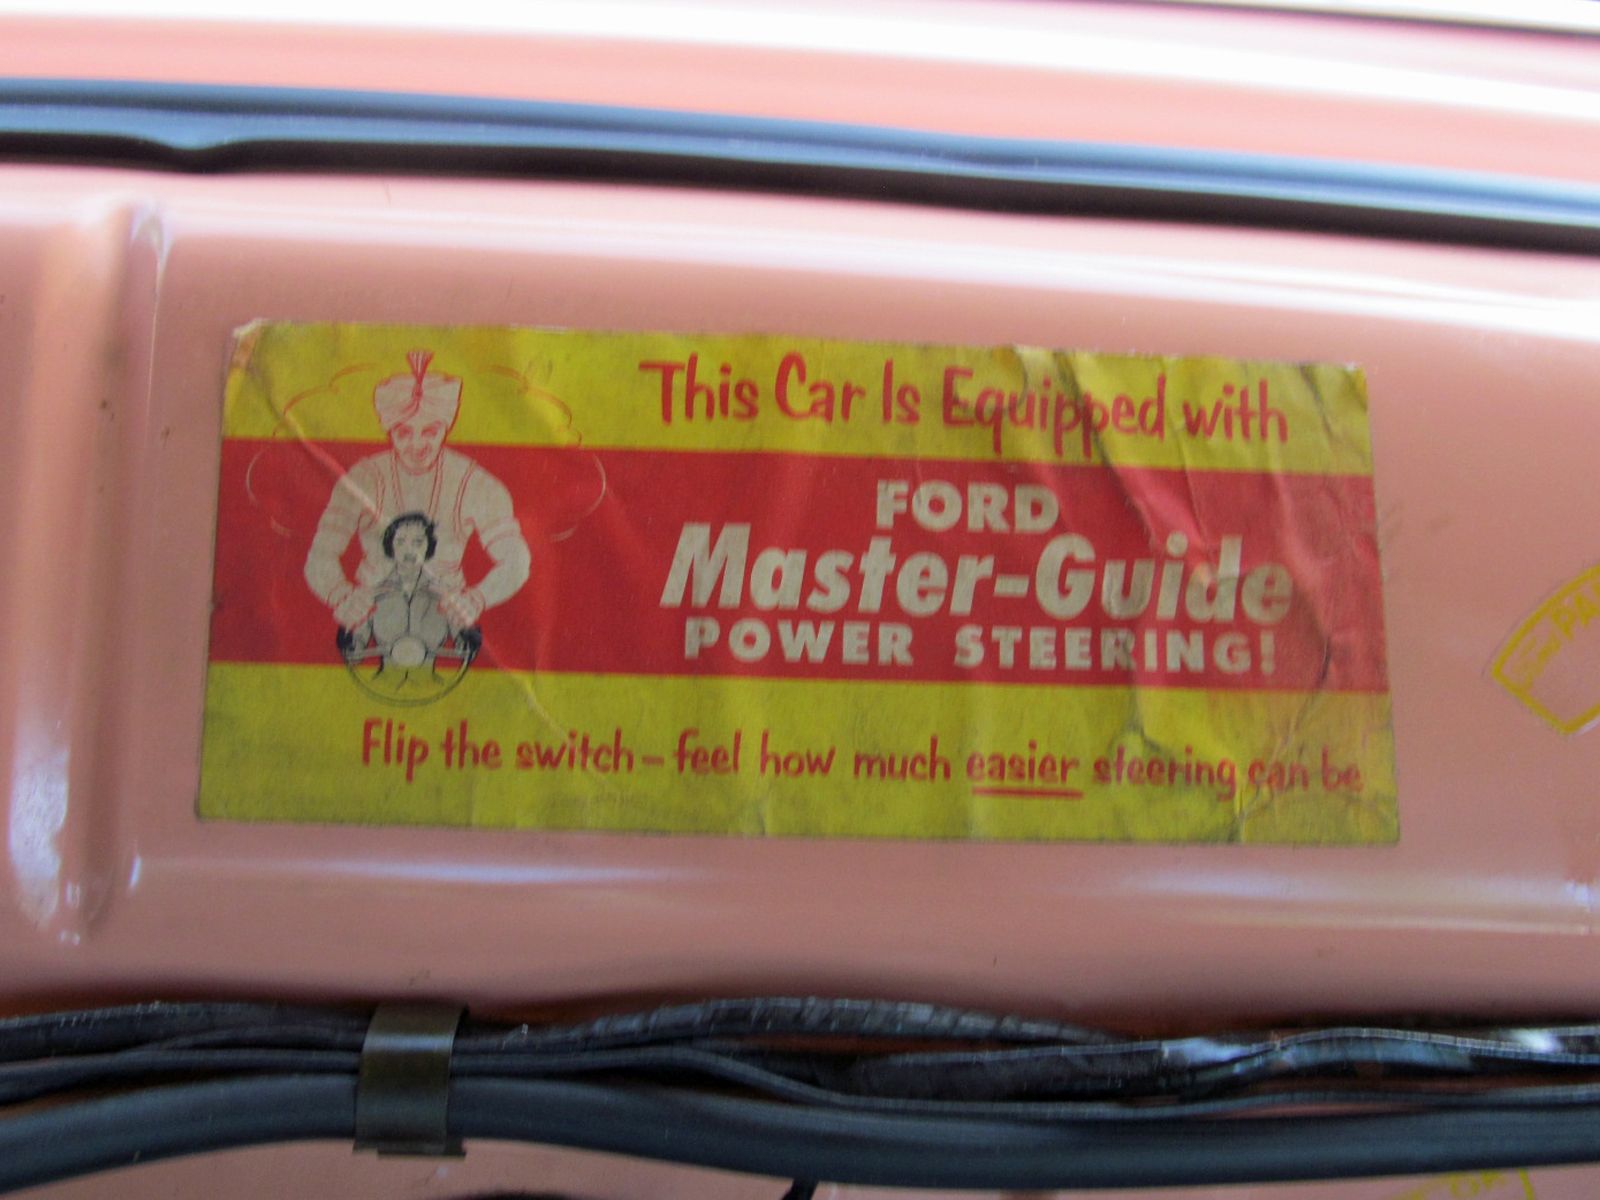 This Car Is Equipped with
FORD
Master-Guide
POWER STEERING!
Flip the switch – feel how much easier steering can be